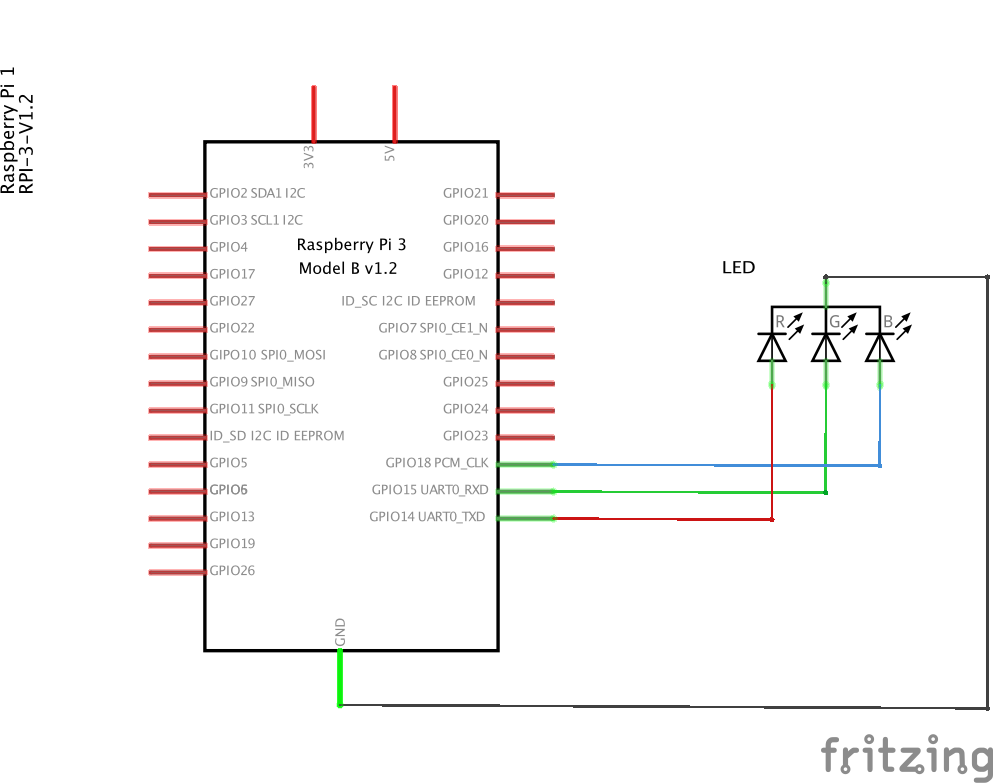 Raspberry Pi 1
RPI-3-V1.2
3V3
5V
GPIO2 SDA1 I2C
GPIO3 SCL1 I2C
GPIO4
GPIO17
GPIO27
GPIO22
GIPO10 SPI0_MOSI
GPIO9 SPI0_MISO
GPIO11 SPI0_SCLK
ID_SD I2C ID EEPROM
GPIO5
GPIO6
GPIO13
GPIO19
GPIO26
Raspberry Pi 3
Model B v1.2
GPIO21
GPIO20
GPIO16
GPIO12
ID_SC I2C ID EEPROM
GPIO7 SPI0_CE1_N
GPIO8 SPI0_CE0_N
GPIO25
GPIO24
GPIO23
GPIO18 PCM_CLK
GPIO15 UART0_RXD
GPIO14 UART0_TXD
GND
LED
R
G
B
fritzing